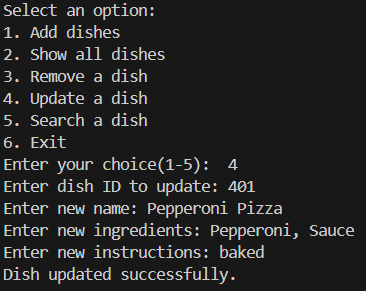 Select an option:
1. Add dishes
2. Show all dishes
3. Remove a dish
4. Update a dish
5. Search a dish
6. Exit
Enter your choice(1-5):  4
Enter dish ID to update: 401
Enter new name: Pepperoni Pizza
Enter new ingredients: Pepperoni, Sauce
Enter new instructions: baked
Dish updated successfully.